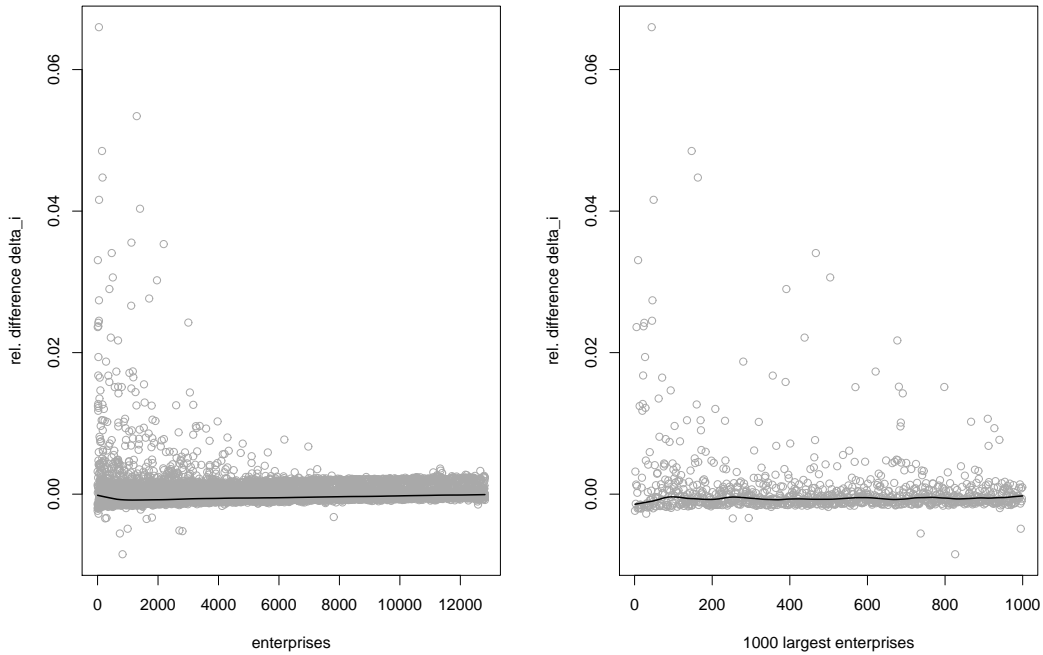 rel. difference delta_i
0.06
0.04
0.02
0.00
0 2000 4000 6000 8000 10000 12000
enterprises
rel. difference delta_i
0.06
0.04
0.02
0.00
0 200 400 600 800 1000
1000 largest enterprises